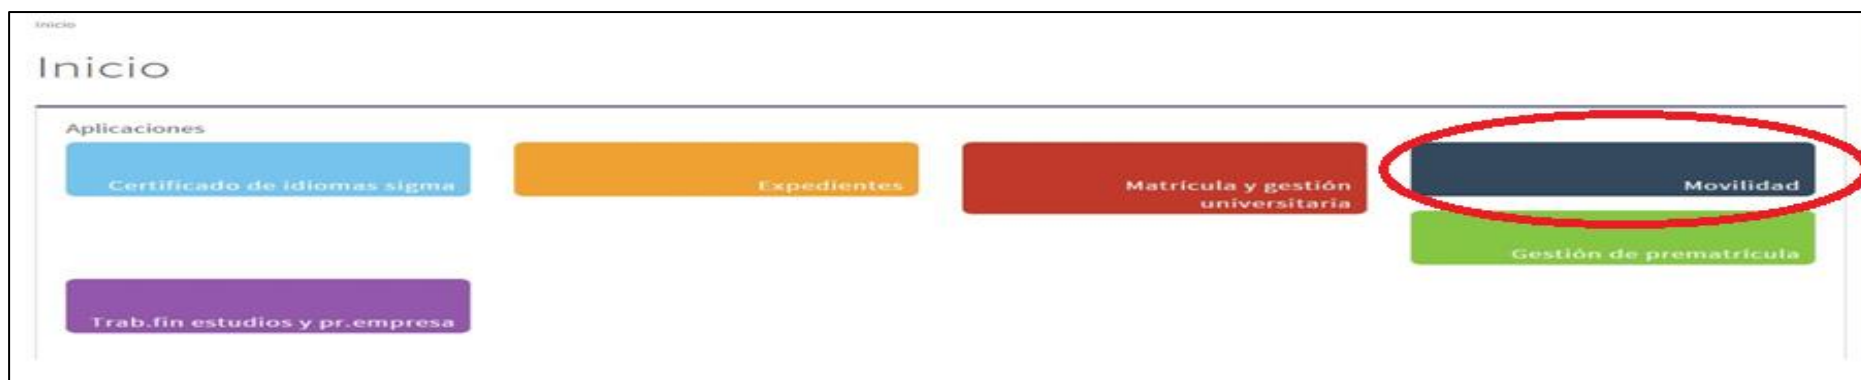 Inicio
Inicio
Aplicaciones
Certificado de idiomas sigma
Expedientes
Matrícula y gestión
universitaria
Movilidad
Gestión de prematrícula
Trab.fin estudios y pr.empresa